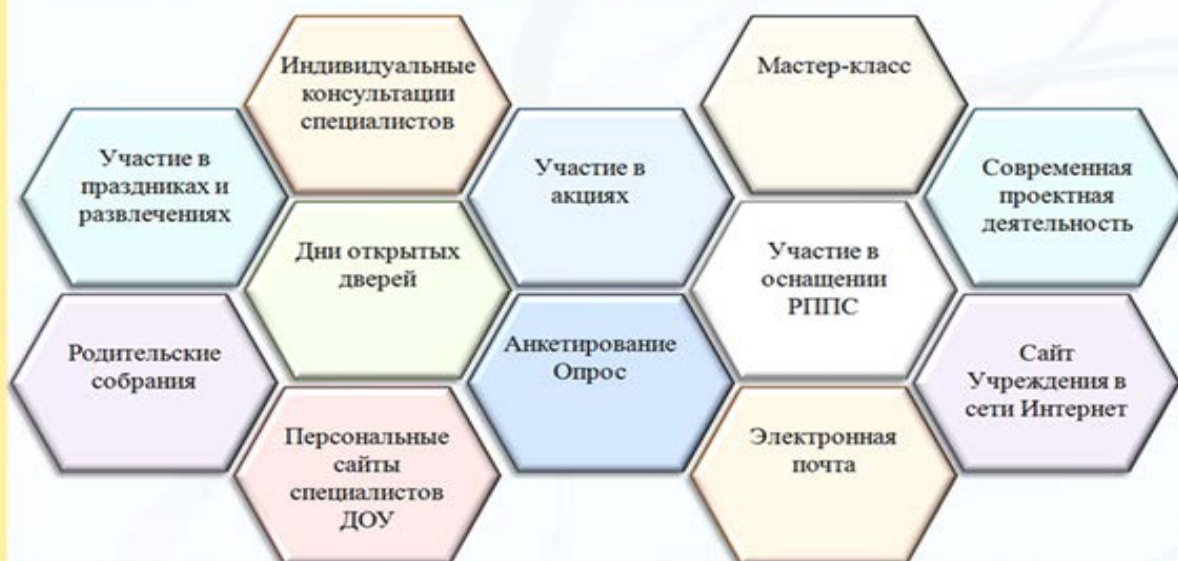 Индивидуальные
консультации
специалистов
Мастер-класс
Участие в
праздниках и
развлечениях
Участие в
акциях
Современная
проектная
деятельность
Дни открытых
дверей
Участие в
оснащении
РППС
Родительские
собрания
Анкетирование
Опрос
Сайт
Учреждения в
сети Интернет
Персональные
сайты
специалистов
ДОУ
Электронная
почта